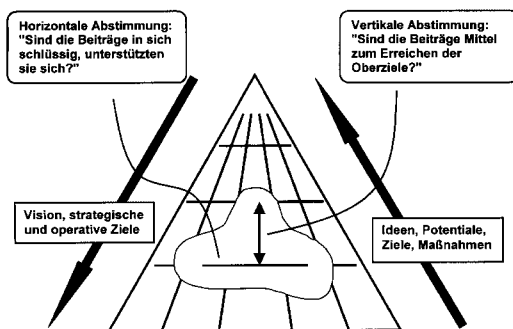 Horizontale Abstimmung:
"Sind die Beiträge in sich
schlüssig, unterstützten
sie sich?"
Vertikale Abstimmung:
"Sind die Beiträge Mittel
zum Erreichen der
Oberziele?"
Vision, strategische
und operative Ziele
Ideen, Potentiale,
Ziele, Maßnahmen